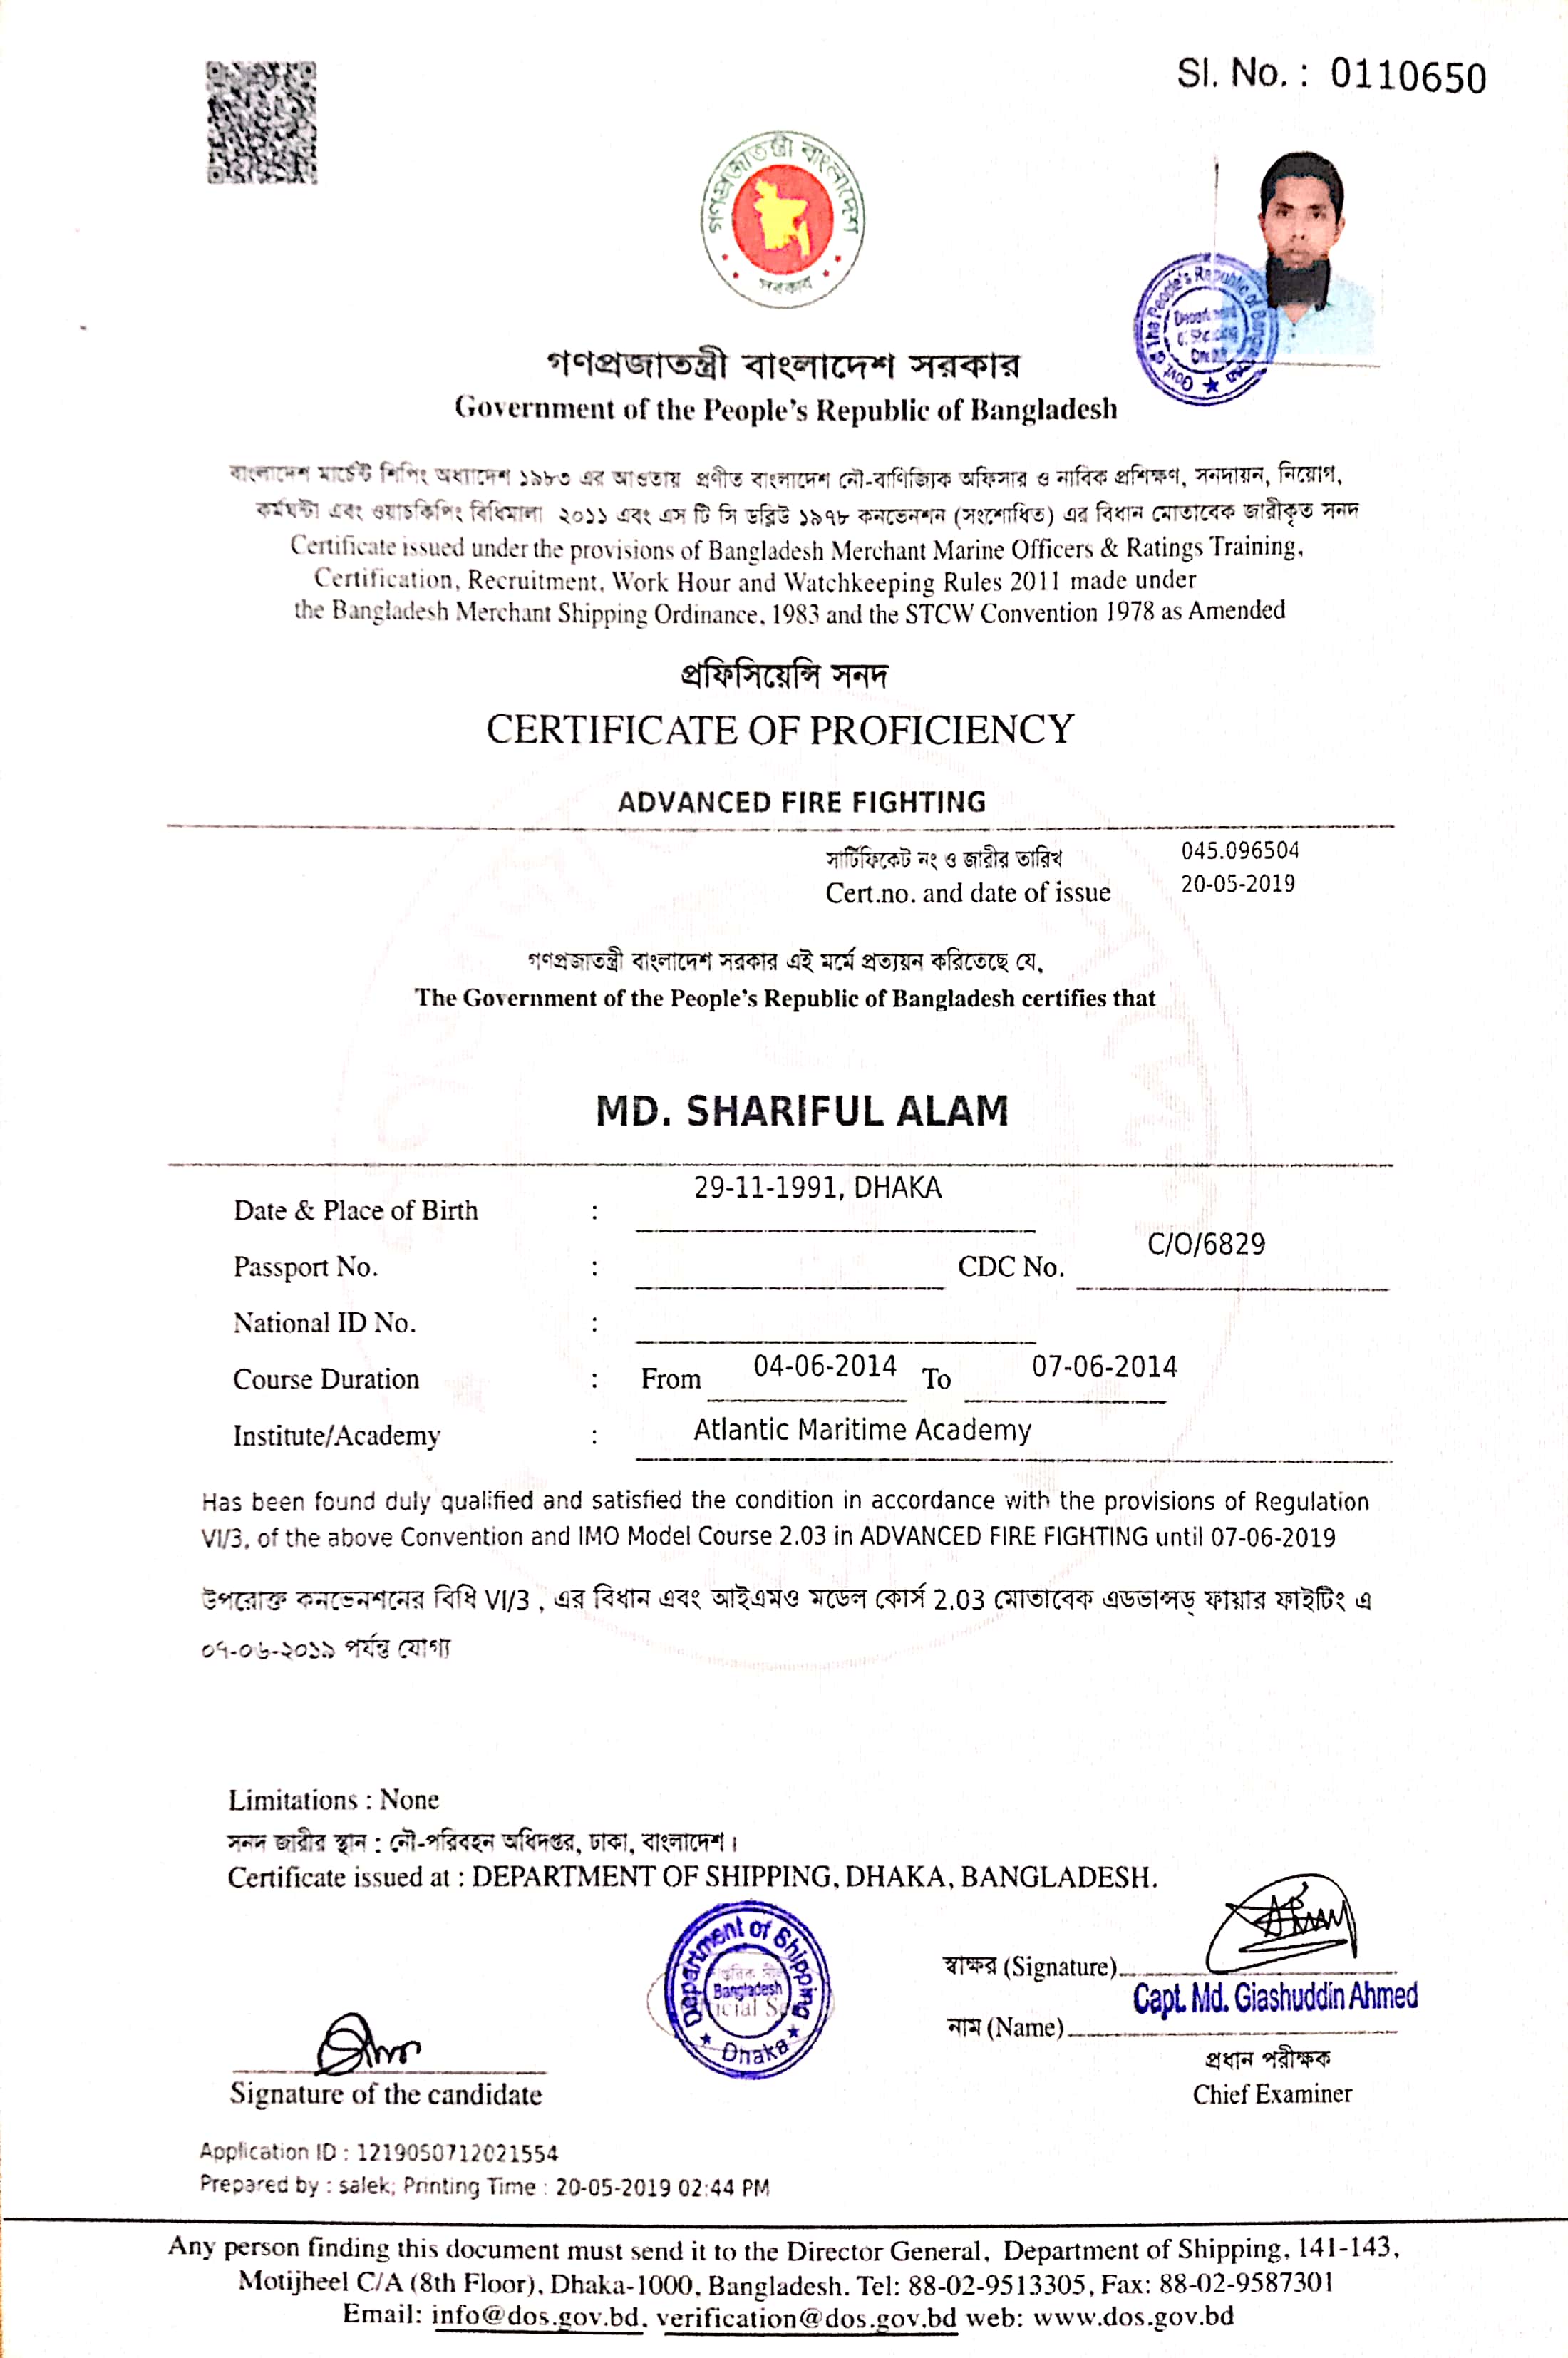 Sl. No. : 0110650
গণপ্রজাতন্ত্রী বাংলাদেশ
সরকার
Govt. of the People's Republic of
Department
of Shipping
গণপ্রজাতন্ত্রী বাংলাদেশ সরকার
Government of the People's Republic of Bangladesh
বাংলাদেশ মার্চেন্ট শিপিং অধ্যাদেশ ১৯৮৩ এর আওতায় প্রণীত বাংলাদেশ নৌ-বাণিজ্যিক অফিসার ও নাবিক প্রশিক্ষণ, সনদায়ন, নিয়োগ,
কর্মঘন্টা এবং ওয়াচকিপিং বিধিমালা ২০১১ এবং এস টি সি ডব্লিউ ১৯৭৮ কনভেনশন (সংশোধিত) এর বিধান মোতাবেক জারীকৃত সনদ
Certificate issued under the provisions of Bangladesh Merchant Marine Officers & Ratings Training,
Certification, Recruitment, Work Hour and Watchkeeping Rules 2011 made under
the Bangladesh Merchant Shipping Ordinance, 1983 and the STCW Convention 1978 as Amended
প্রফিসিয়েন্সি সনদ
CERTIFICATE OF PROFICIENCY
ADVANCED FIRE FIGHTING
সার্টিফিকেট নং ও জারীর তারিখ 045.096504
Cert.no. and date of issue 20-05-2019
গণপ্রজাতন্ত্রী বাংলাদেশ সরকার এই মর্মে প্রত্যয়ন করিতেছে যে,
The Government of the People's Republic of Bangladesh certifies that
MD. SHARIFUL ALAM
Date & Place of Birth : 29-11-1991, DHAKA
Passport No. : CDC No. C/O/6829
National ID No. :
Course Duration : From 04-06-2014 To 07-06-2014
Institute/Academy : Atlantic Maritime Academy
Has been found duly qualified and satisfied the condition in accordance with the provisions of Regulation
VI/3, of the above Convention and IMO Model Course 2.03 in ADVANCED FIRE FIGHTING until 07-06-2019
উপরোক্ত কনভেনশনের বিধি VI/3 , এর বিধান এবং আইএমও মডেল কোর্স 2.03 মোতাবেক এডভান্সড্ ফায়ার ফাইটিং এ
০৭-০৬-২০১৯ পর্যন্ত যোগ্য
Limitations : None
সনদ জারীর স্থান : নৌ-পরিবহন অধিদপ্তর, ঢাকা, বাংলাদেশ।
Certificate issued at : DEPARTMENT OF SHIPPING, DHAKA, BANGLADESH.
Department of Shipping
Bangladesh
Dhaka
স্বাক্ষর (Signature)
Capt. Md. Giashuddin Ahmed
নাম (Name)
প্রধান পরীক্ষক
Signature of the candidate Chief Examiner
Application ID : 1219050712021554
Prepared by : salek; Printing Time : 20-05-2019 02:44 PM
Any person finding this document must send it to the Director General, Department of Shipping, 141-143,
Motijheel C/A (8th Floor), Dhaka-1000, Bangladesh. Tel: 88-02-9513305, Fax: 88-02-9587301
Email: info@dos.gov.bd, verification@dos.gov.bd web: www.dos.gov.bd